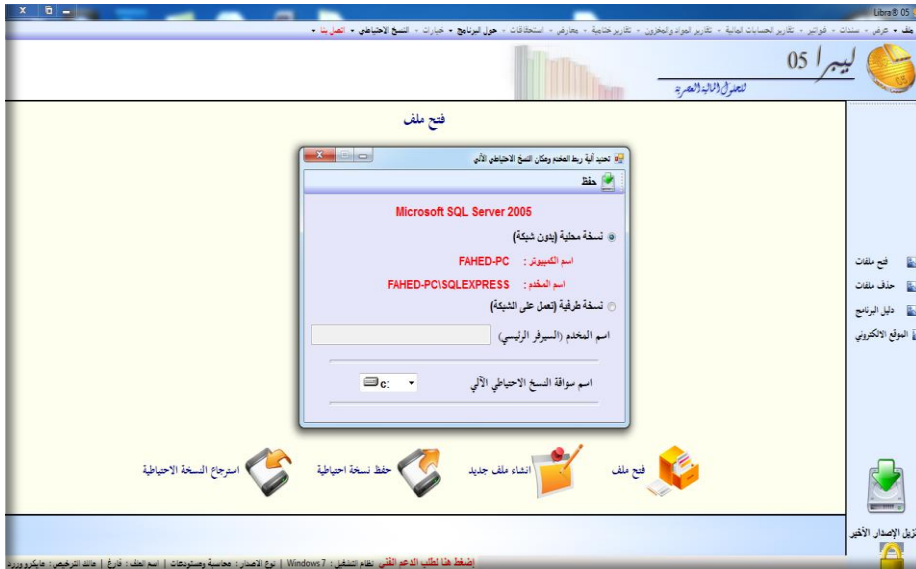 Libra® 05
ملف - عرض - سندات - فواتير - تقارير الحسابات المالية - تقارير المواد والمخزون - تقارير ختامية - معارض - استحقاقات - حول البرنامج - خيارات - النسخ الاحتياطي - اتصل بنا
ليبرا 05
للحلول المالية العصرية
فتح ملف
تحديد آلية ربط المخدم ومكان النسخ الاحتياطي الآلي
حفظ
Microsoft SQL Server 2005
نسخة محلية (بدون شبكة)
اسم الكمبيوتر : FAHED-PC
اسم المخدم : FAHED-PC\SQLEXPRESS
نسخة طرفية (تعمل على الشبكة)
اسم المخدم (السيرفر الرئيسي)
اسم سواقة النسخ الاحتياطي الآلي c:
فتح ملفات
حذف ملفات
دليل البرنامج
الموقع الالكتروني
فتح ملف
انشاء ملف جديد
حفظ نسخة احتياطية
استرجاع النسخة الاحتياطية
تنزيل الإصدار الأخير
إضغط هنا لطلب الدعم الفني نظام التشغيل : Windows 7 | نوع الاصدار : محاسبة ومستودعات | اسم الملف : فارغ | مالك الترخيص : مايكروورد